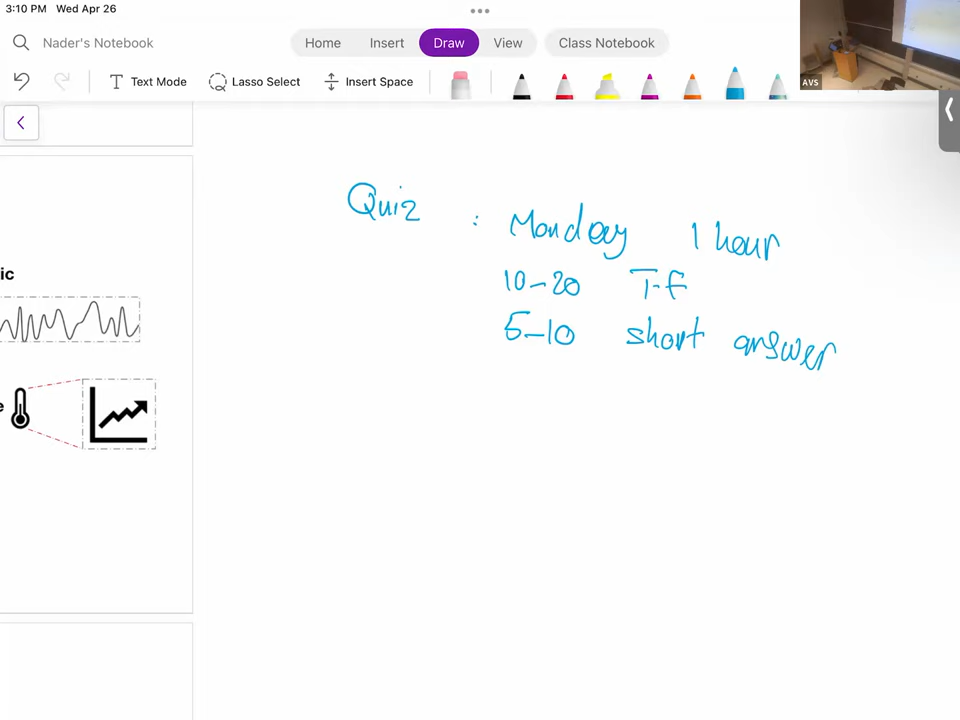 3:10 PM Wed Apr 26
Nader's Notebook
Home Insert Draw View Class Notebook
Text Mode Lasso Select Insert Space
AVS
Quiz : Monday 1 hour
10-20 T-F
5-10 short answer
ic
e